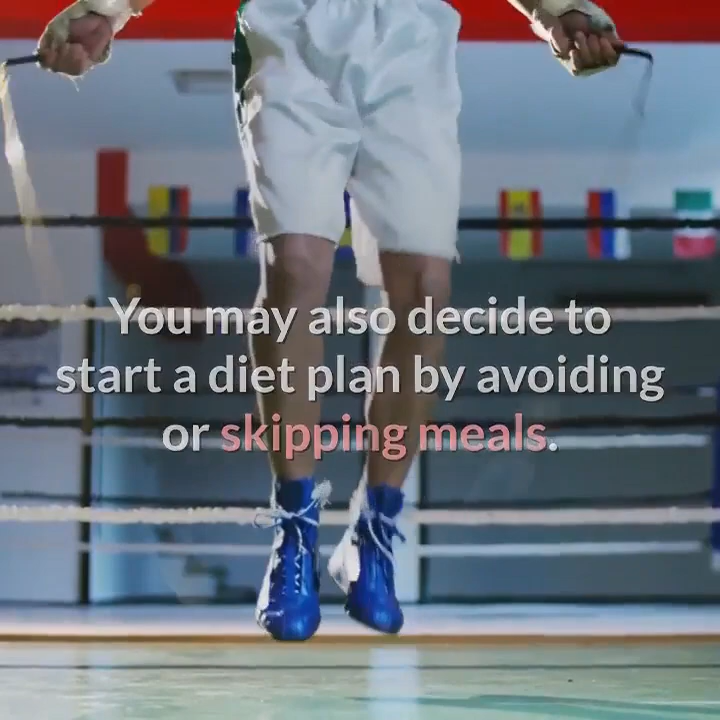 You may also decide to
start a diet plan by avoiding
or skipping meals.